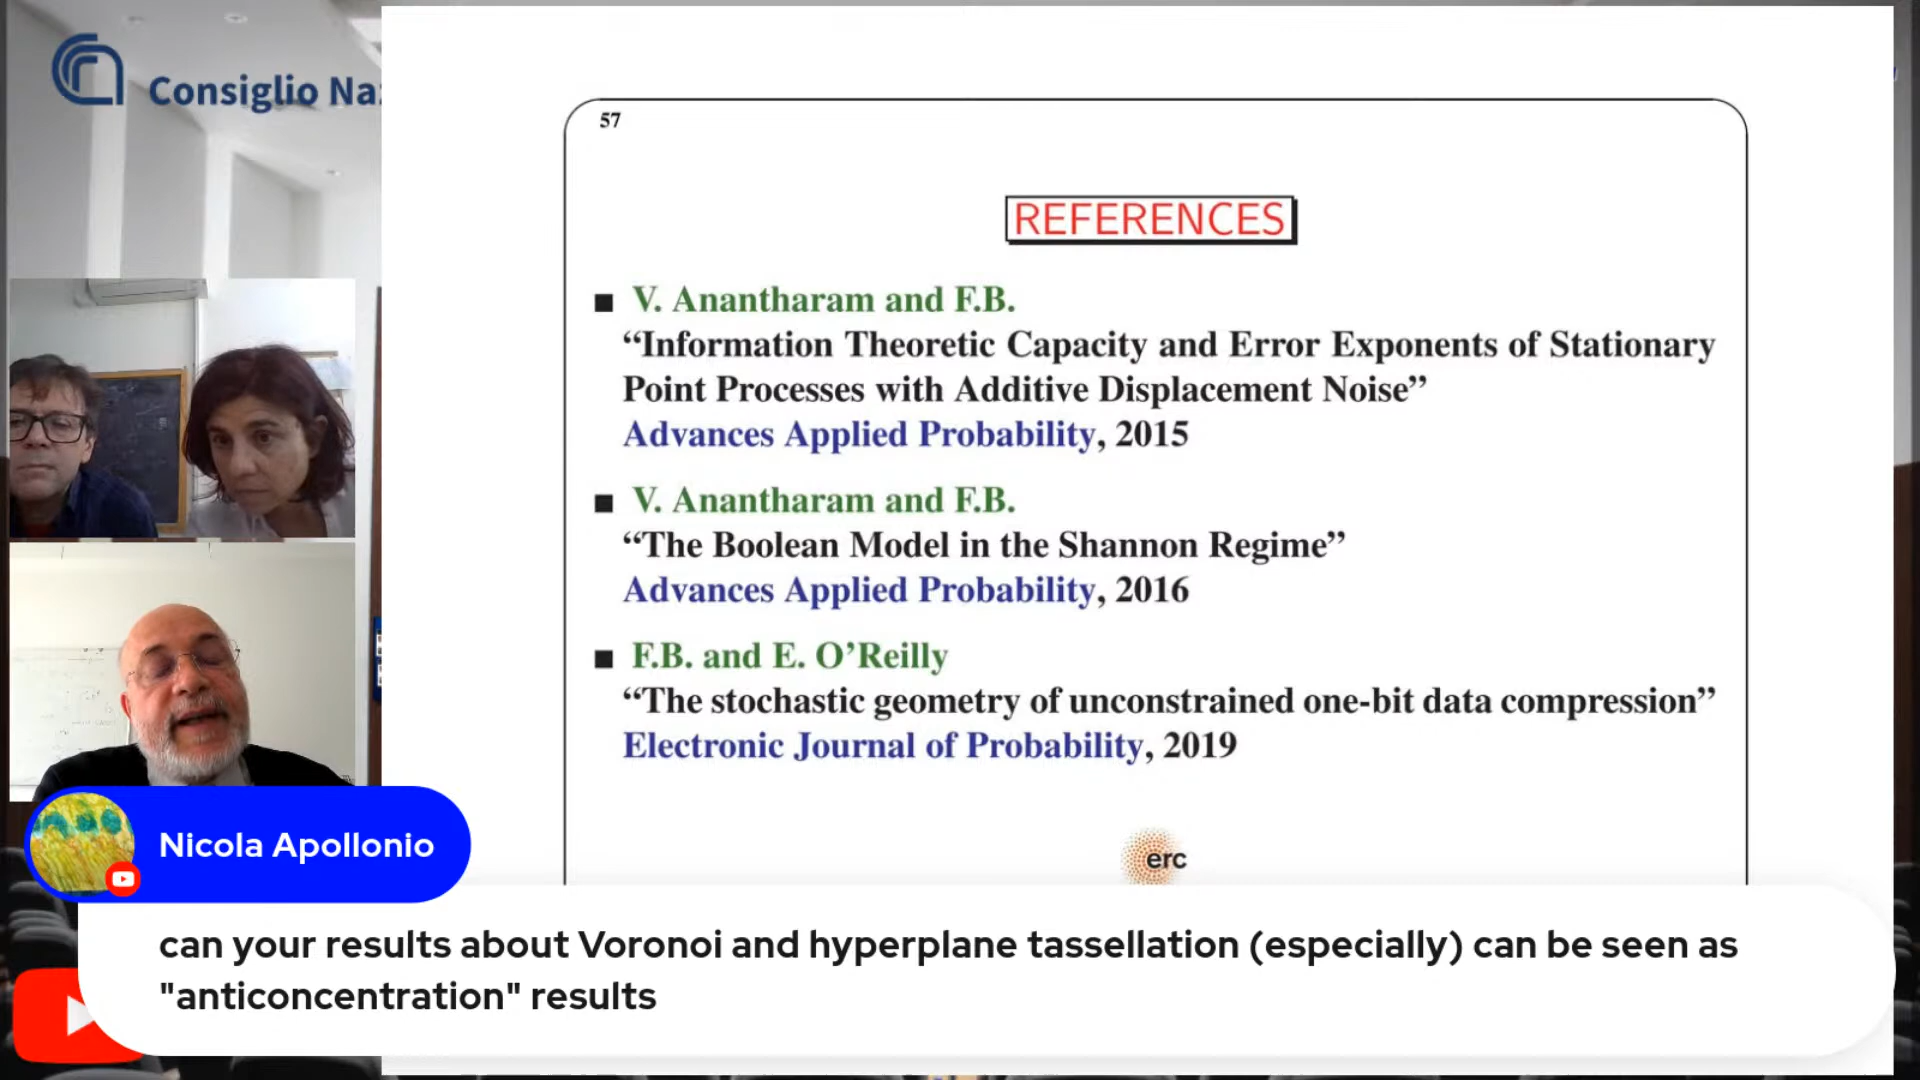 Consiglio Na
57
REFERENCES
■ V. Anantharam and F.B.
“Information Theoretic Capacity and Error Exponents of Stationary
Point Processes with Additive Displacement Noise”
Advances Applied Probability, 2015
■ V. Anantharam and F.B.
“The Boolean Model in the Shannon Regime”
Advances Applied Probability, 2016
■ F.B. and E. O’Reilly
“The stochastic geometry of unconstrained one-bit data compression”
Electronic Journal of Probability, 2019
erc
Nicola Apollonio
can your results about Voronoi and hyperplane tassellation (especially) can be seen as
"anticoncentration" results